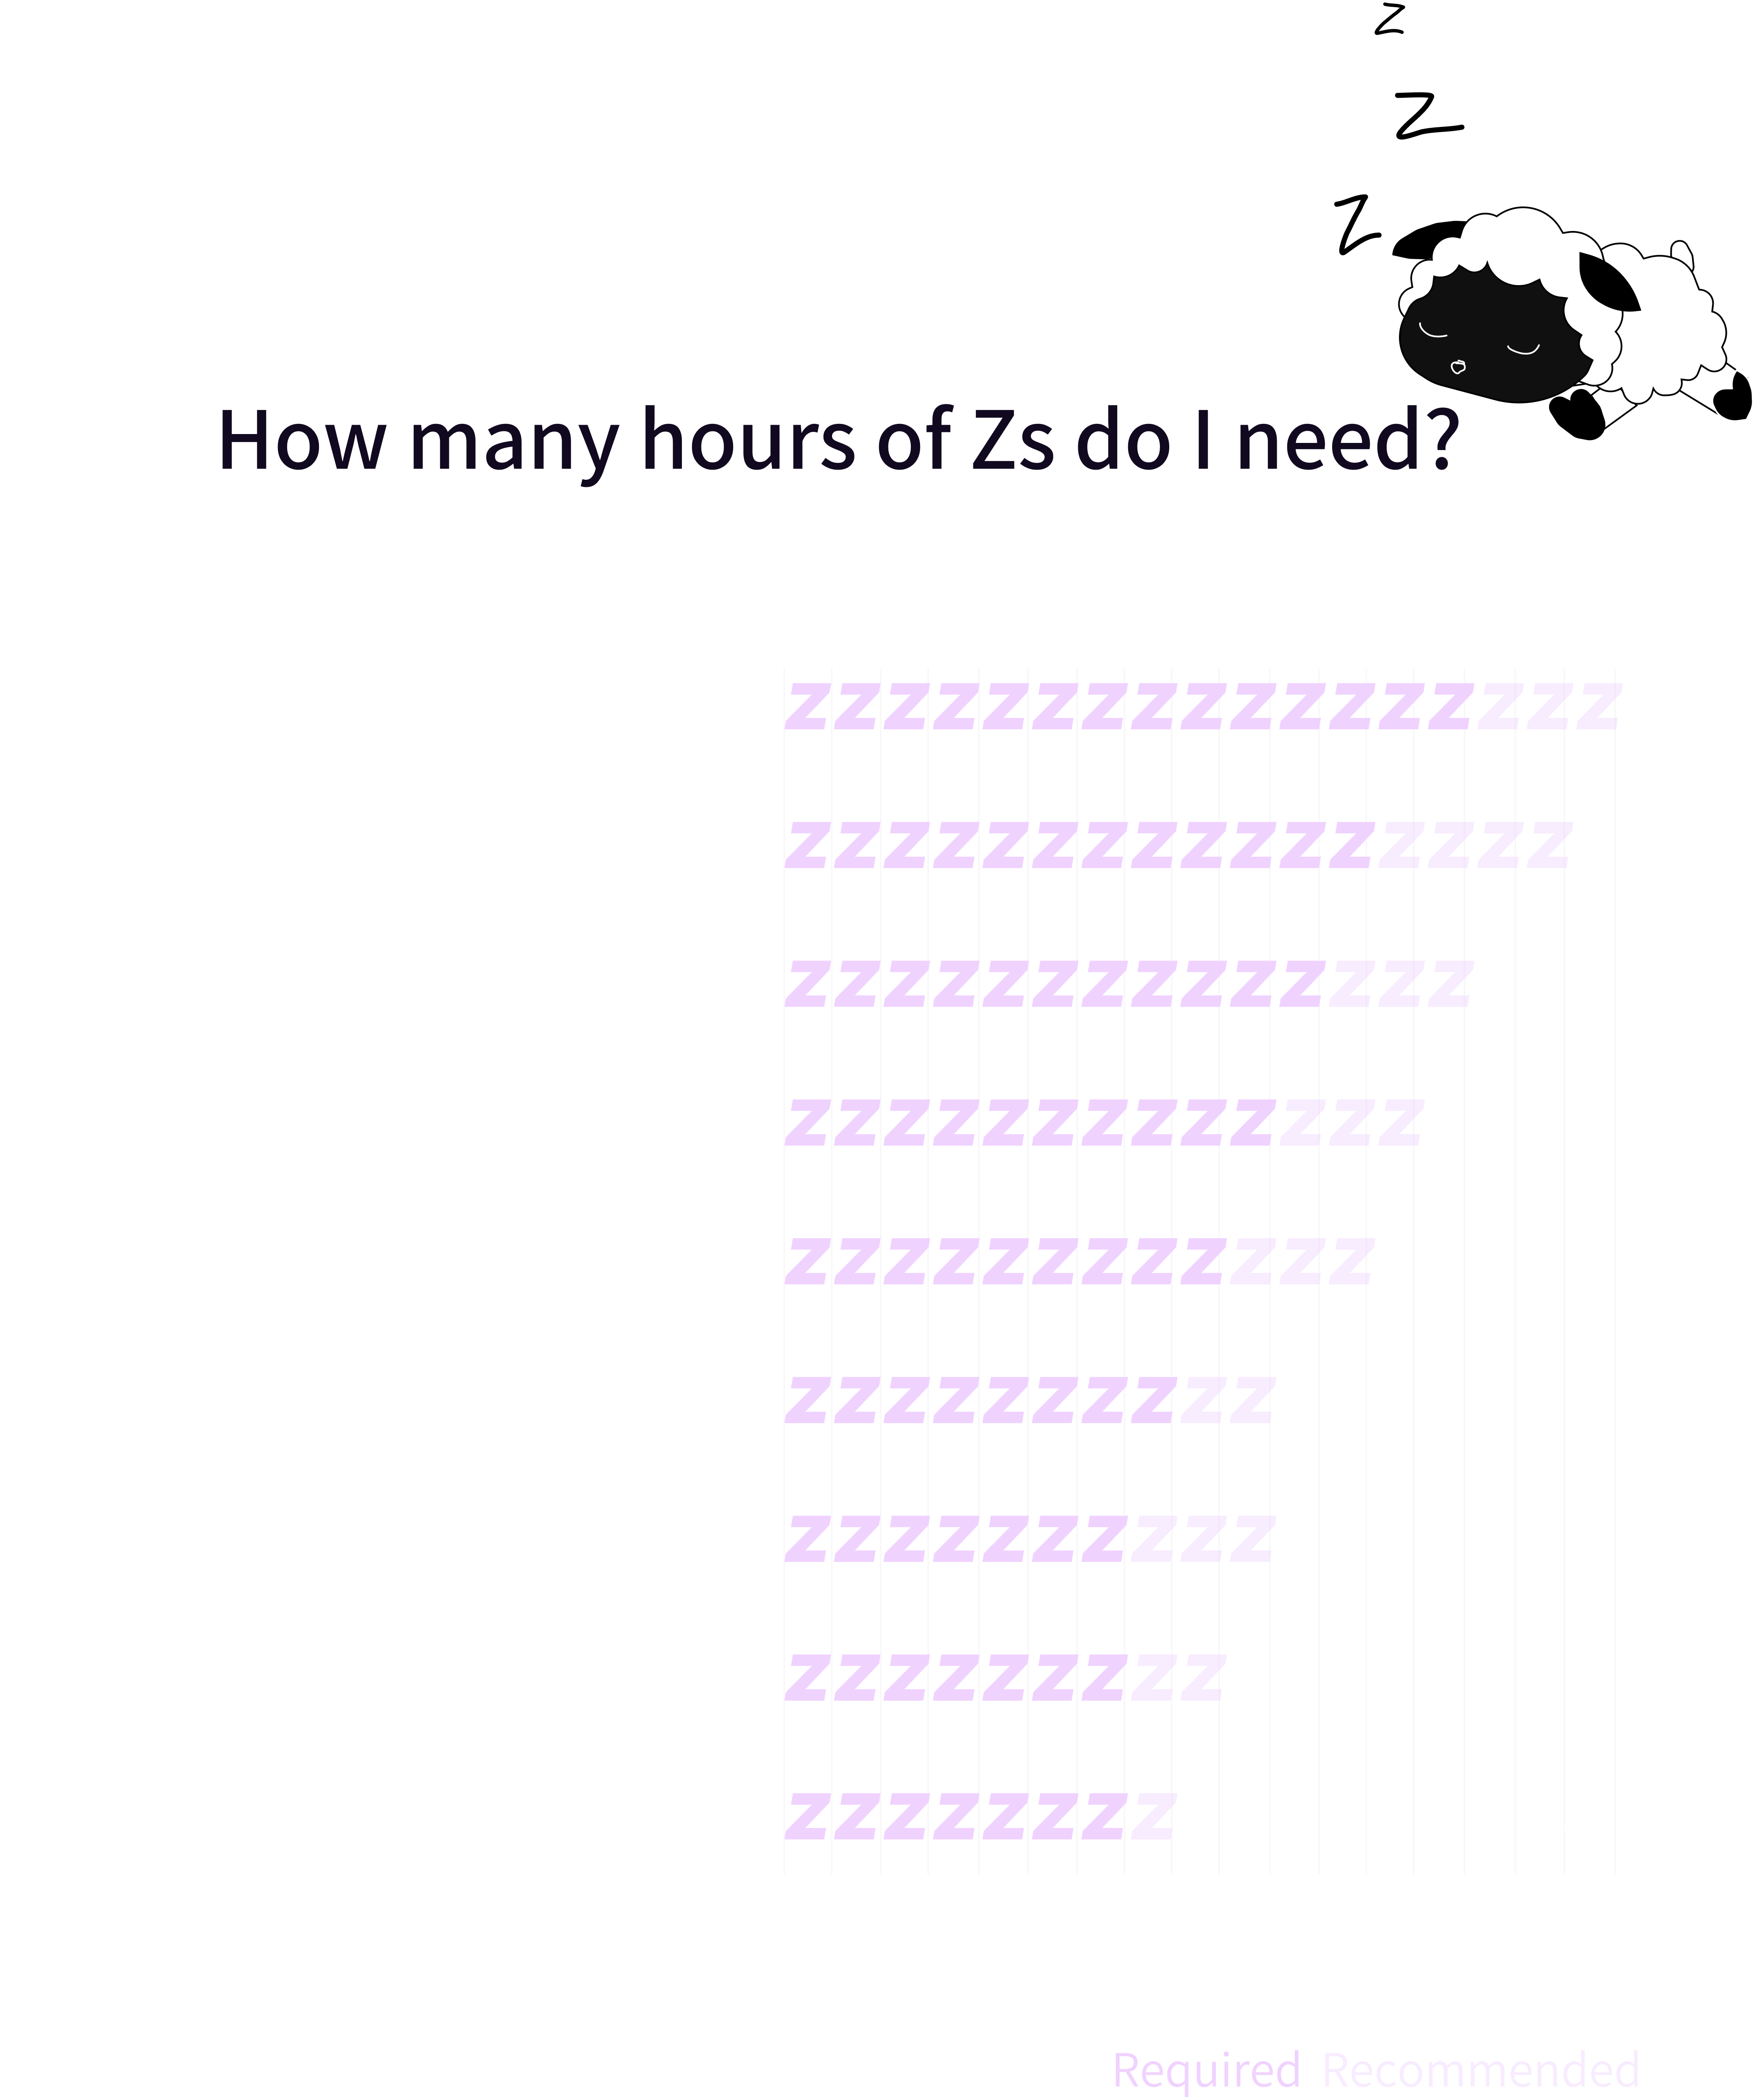 z
Z
Z
How many hours of Zs do I need?
zzzzzzzzzzzzzzzzz
zzzzzzzzzzzzzzzz
zzzzzzzzzzzzzz
zzzzzzzzzzzzz
zzzzzzzzzzzz
zzzzzzzzzz
zzzzzzzzzz
zzzzzzzzz
zzzzzzzz
Required Recommended